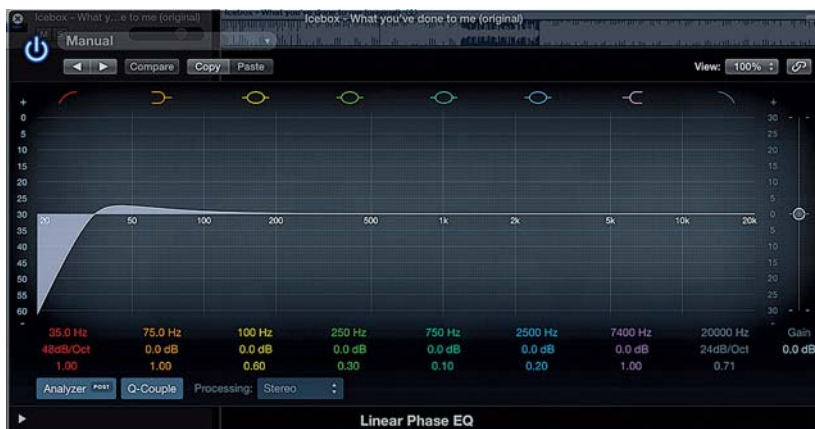 Icebox - What y...e to me (original)
Icebox - What you've done to me (original)
M S
Manual
Compare Copy Paste
View: 100%
+ +
0 30
5 25
10 20
15 15
20 10
25 5
30 20 50 100 200 500 1k 2k 5k 10k 20k 0
35 5
40 10
45 15
50 20
55 25
60 30
- -
35.0 Hz 75.0 Hz 100 Hz 250 Hz 750 Hz 2500 Hz 7400 Hz 20000 Hz Gain
48dB/Oct 0.0 dB 0.0 dB 0.0 dB 0.0 dB 0.0 dB 0.0 dB 24dB/Oct 0.0 dB
1.00 1.00 0.60 0.30 0.10 0.20 1.00 0.71
Analyzer POST Q-Couple Processing: Stereo
Linear Phase EQ